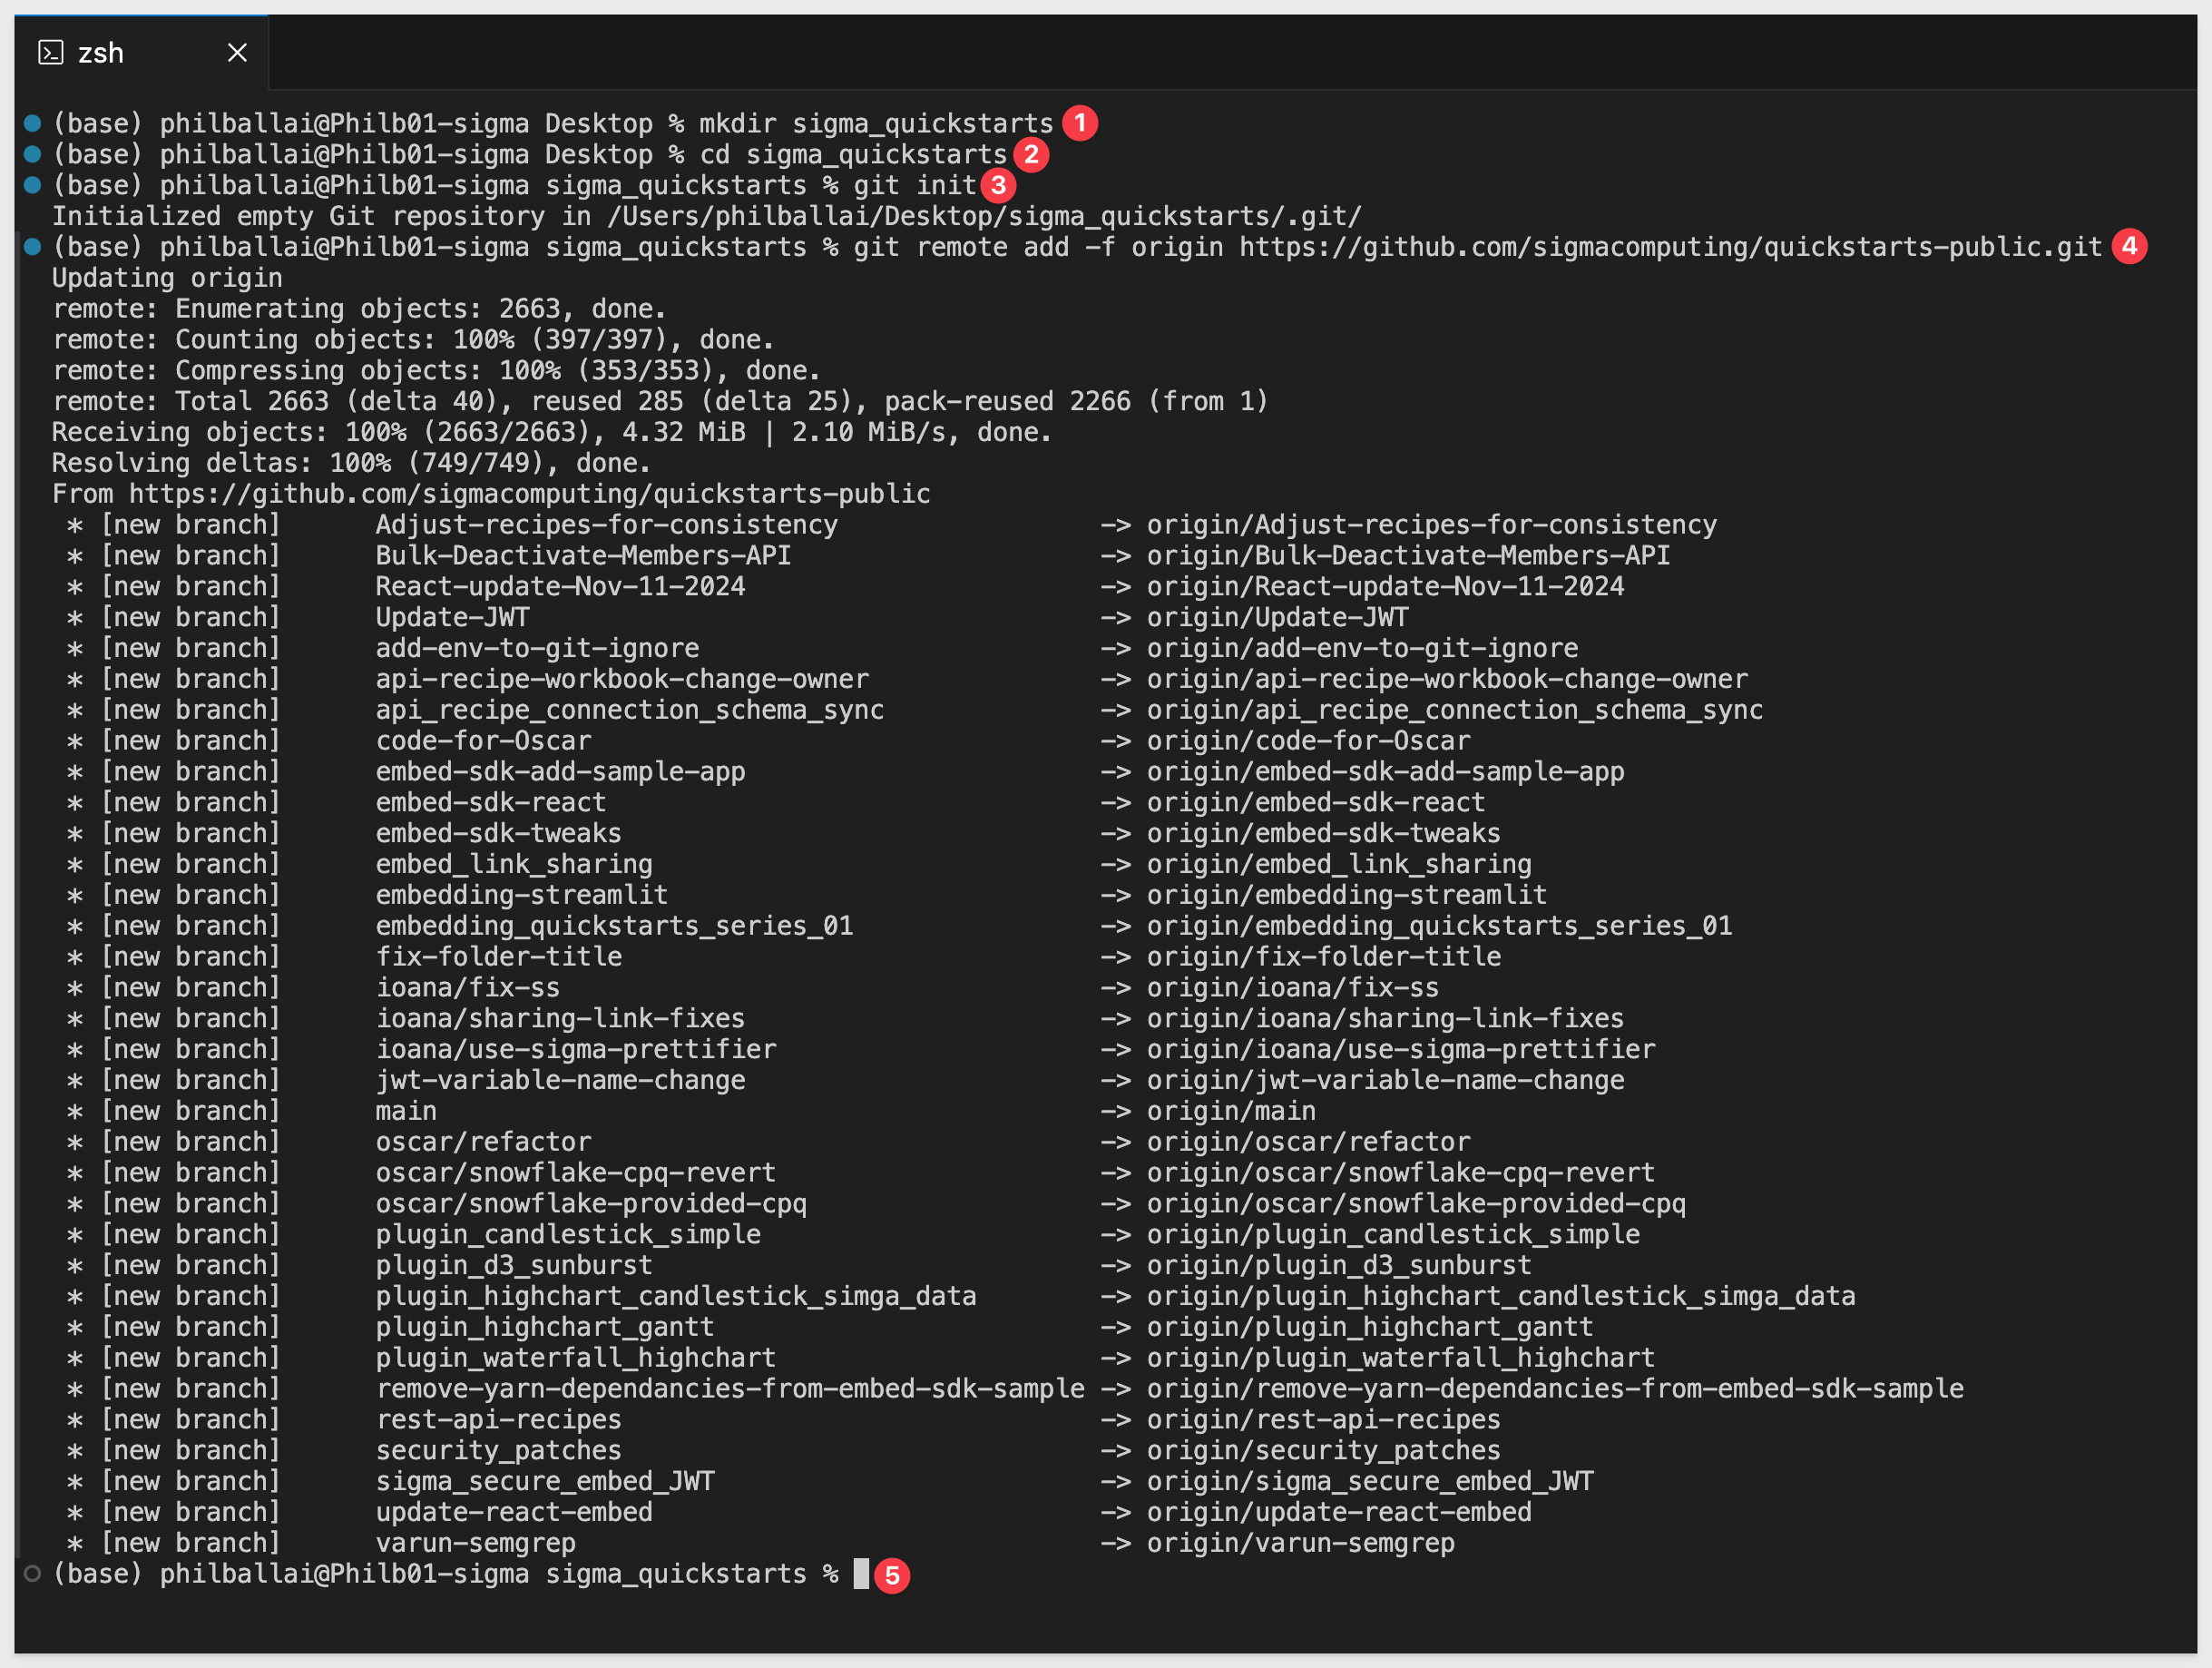 zsh
(base) philballai@Philb01-sigma Desktop % mkdir sigma_quickstarts 1
(base) philballai@Philb01-sigma Desktop % cd sigma_quickstarts 2
(base) philballai@Philb01-sigma sigma_quickstarts % git init 3
Initialized empty Git repository in /Users/philballai/Desktop/sigma_quickstarts/.git/
(base) philballai@Philb01-sigma sigma_quickstarts % git remote add -f origin https://github.com/sigmacomputing/quickstarts-public.git 4
Updating origin
remote: Enumerating objects: 2663, done.
remote: Counting objects: 100% (397/397), done.
remote: Compressing objects: 100% (353/353), done.
remote: Total 2663 (delta 40), reused 285 (delta 25), pack-reused 2266 (from 1)
Receiving objects: 100% (2663/2663), 4.32 MiB | 2.10 MiB/s, done.
Resolving deltas: 100% (749/749), done.
From https://github.com/sigmacomputing/quickstarts-public
* [new branch] Adjust-recipes-for-consistency -> origin/Adjust-recipes-for-consistency
* [new branch] Bulk-Deactivate-Members-API -> origin/Bulk-Deactivate-Members-API
* [new branch] React-update-Nov-11-2024 -> origin/React-update-Nov-11-2024
* [new branch] Update-JWT -> origin/Update-JWT
* [new branch] add-env-to-git-ignore -> origin/add-env-to-git-ignore
* [new branch] api-recipe-workbook-change-owner -> origin/api-recipe-workbook-change-owner
* [new branch] api_recipe_connection_schema_sync -> origin/api_recipe_connection_schema_sync
* [new branch] code-for-Oscar -> origin/code-for-Oscar
* [new branch] embed-sdk-add-sample-app -> origin/embed-sdk-add-sample-app
* [new branch] embed-sdk-react -> origin/embed-sdk-react
* [new branch] embed-sdk-tweaks -> origin/embed-sdk-tweaks
* [new branch] embed_link_sharing -> origin/embed_link_sharing
* [new branch] embedding-streamlit -> origin/embedding-streamlit
* [new branch] embedding_quickstarts_series_01 -> origin/embedding_quickstarts_series_01
* [new branch] fix-folder-title -> origin/fix-folder-title
* [new branch] ioana/fix-ss -> origin/ioana/fix-ss
* [new branch] ioana/sharing-link-fixes -> origin/ioana/sharing-link-fixes
* [new branch] ioana/use-sigma-prettifier -> origin/ioana/use-sigma-prettifier
* [new branch] jwt-variable-name-change -> origin/jwt-variable-name-change
* [new branch] main -> origin/main
* [new branch] oscar/refactor -> origin/oscar/refactor
* [new branch] oscar/snowflake-cpq-revert -> origin/oscar/snowflake-cpq-revert
* [new branch] oscar/snowflake-provided-cpq -> origin/oscar/snowflake-provided-cpq
* [new branch] plugin_candlestick_simple -> origin/plugin_candlestick_simple
* [new branch] plugin_d3_sunburst -> origin/plugin_d3_sunburst
* [new branch] plugin_highchart_candlestick_simga_data -> origin/plugin_highchart_candlestick_simga_data
* [new branch] plugin_highchart_gantt -> origin/plugin_highchart_gantt
* [new branch] plugin_waterfall_highchart -> origin/plugin_waterfall_highchart
* [new branch] remove-yarn-dependancies-from-embed-sdk-sample -> origin/remove-yarn-dependancies-from-embed-sdk-sample
* [new branch] rest-api-recipes -> origin/rest-api-recipes
* [new branch] security_patches -> origin/security_patches
* [new branch] sigma_secure_embed_JWT -> origin/sigma_secure_embed_JWT
* [new branch] update-react-embed -> origin/update-react-embed
* [new branch] varun-semgrep -> origin/varun-semgrep
(base) philballai@Philb01-sigma sigma_quickstarts % 5